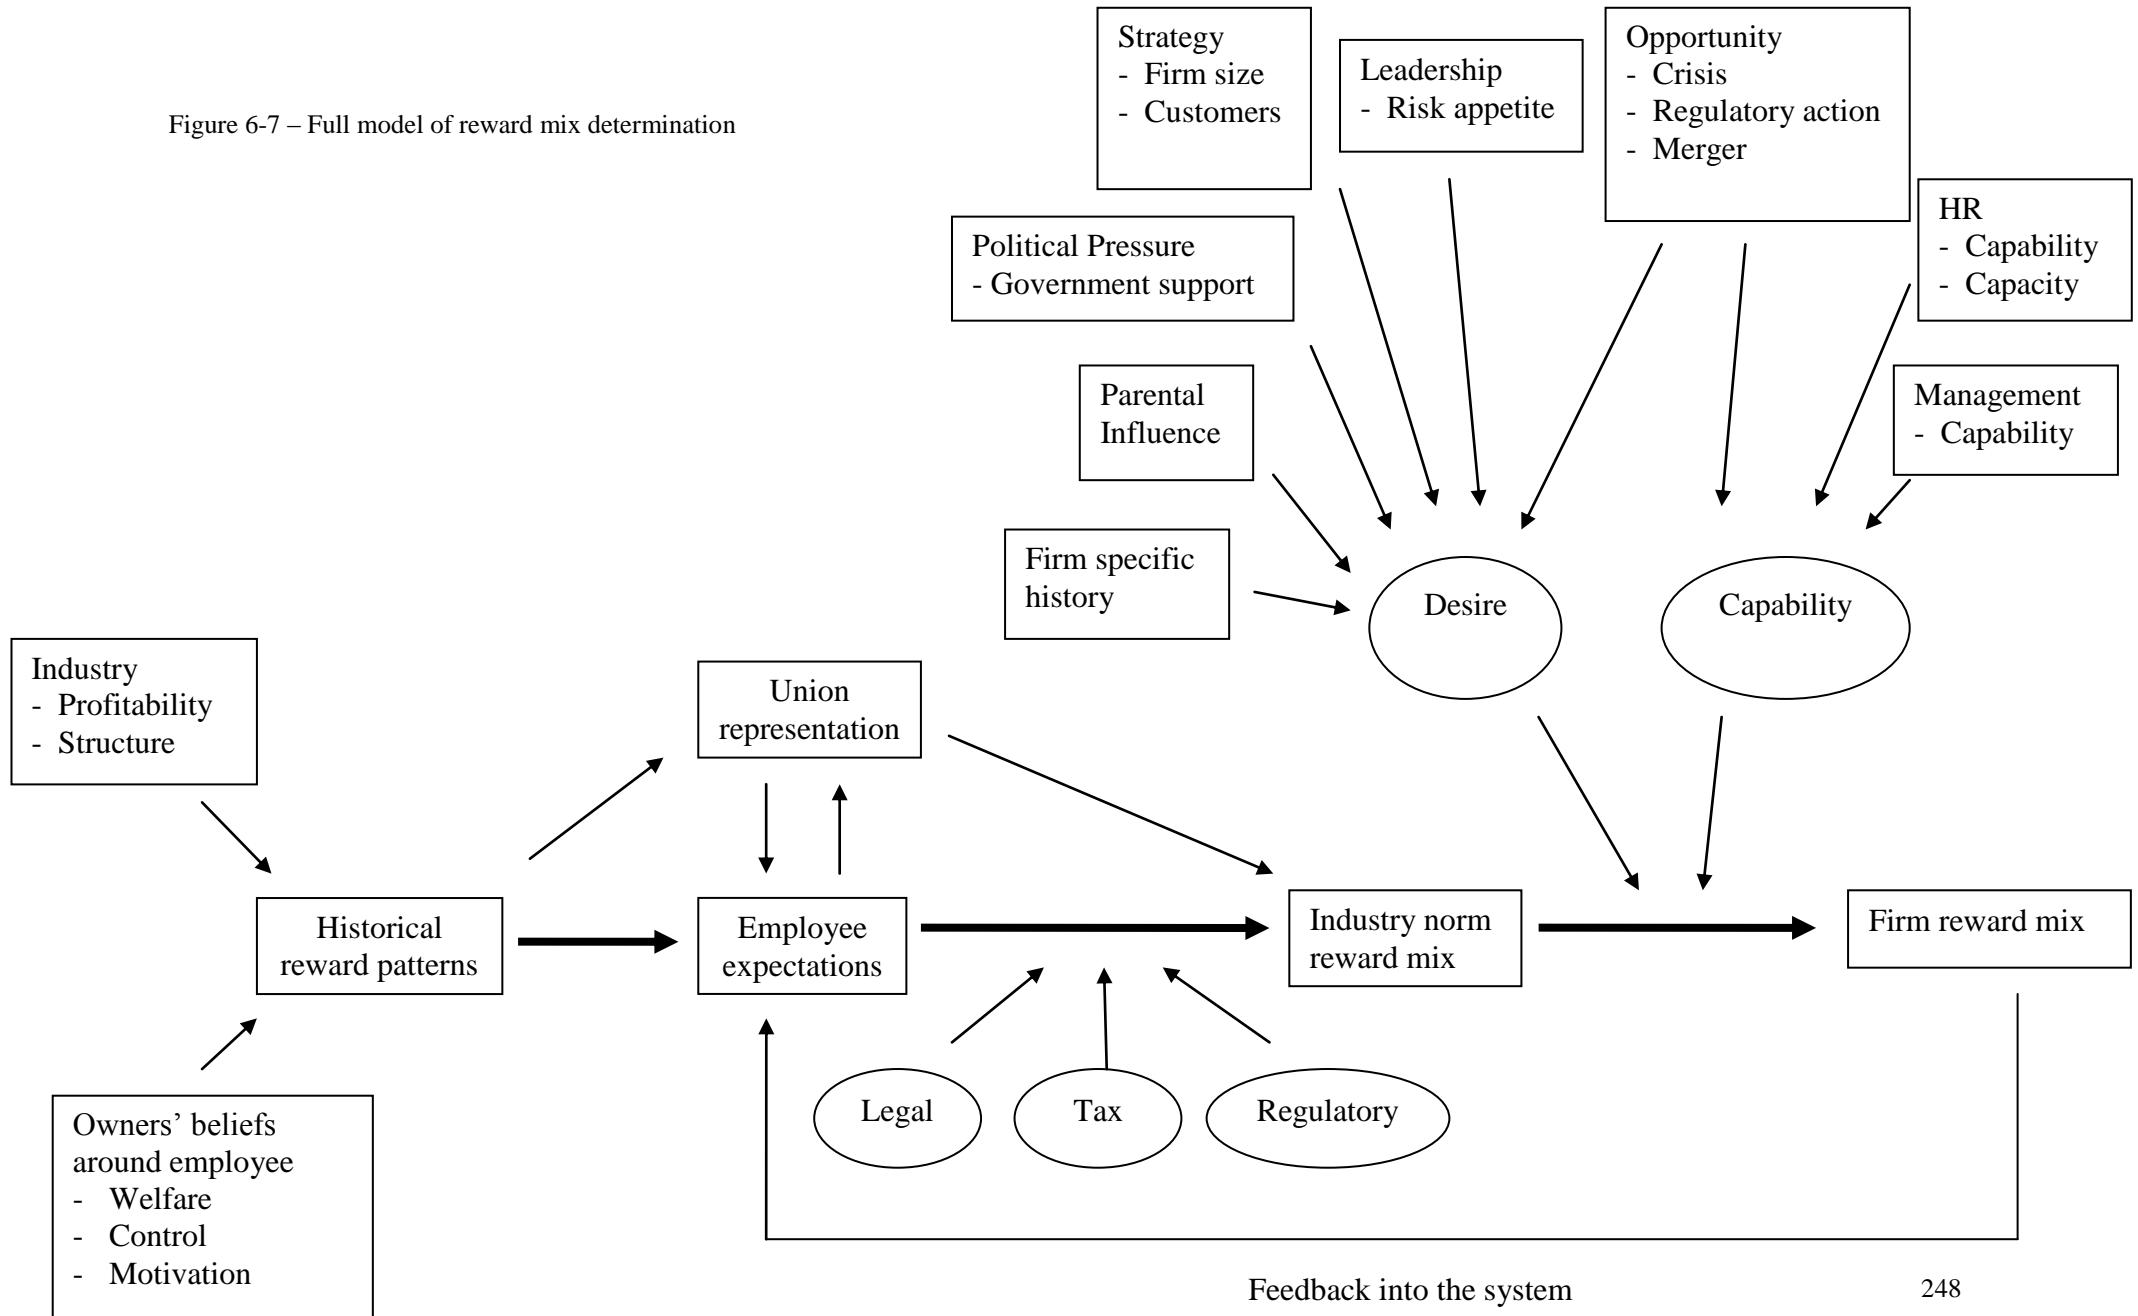 Figure 6-7 – Full model of reward mix determination
Strategy
- Firm size
- Customers
Leadership
- Risk appetite
Opportunity
- Crisis
- Regulatory action
- Merger
HR
- Capability
- Capacity
Political Pressure
- Government support
Parental
Influence
Management
- Capability
Firm specific
history
Desire
Capability
Industry
- Profitability
- Structure
Union
representation
Historical
reward patterns
Employee
expectations
Industry norm
reward mix
Firm reward mix
Legal
Tax
Regulatory
Owners’ beliefs
around employee
- Welfare
- Control
- Motivation
Feedback into the system
248